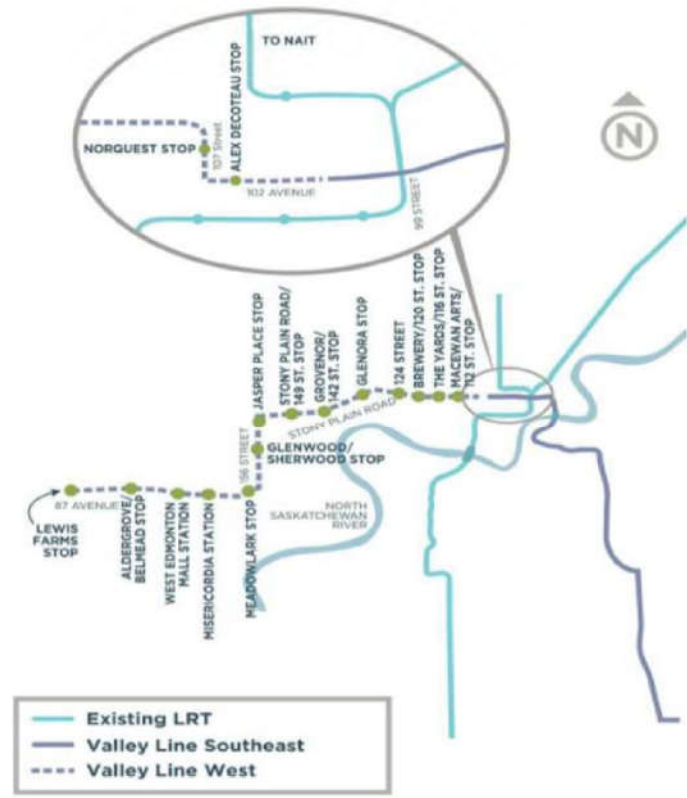 TO NAIT
ALEX DECOTEAU STOP
NORQUEST STOP
107 Street
102 AVENUE
99 STREET
N
JASPER PLACE STOP
STONY PLAIN ROAD/
149 ST. STOP
GROVENOR/
142 ST. STOP
GLENORA STOP
124 STREET
BREWERY/120 ST. STOP
THE YARDS/116 ST. STOP
MACEWAN ARTS/
112 ST. STOP
STONY PLAIN ROAD
156 STREET
GLENWOOD/
SHERWOOD STOP
87 AVENUE
LEWIS
FARMS
STOP
ALDERGROVE/
BELMEAD STOP
WEST EDMONTON
MALL STATION
MISERICORDIA STATION
MEADOWLARK STOP
NORTH
SASKATCHEWAN
RIVER
Existing LRT
Valley Line Southeast
Valley Line West